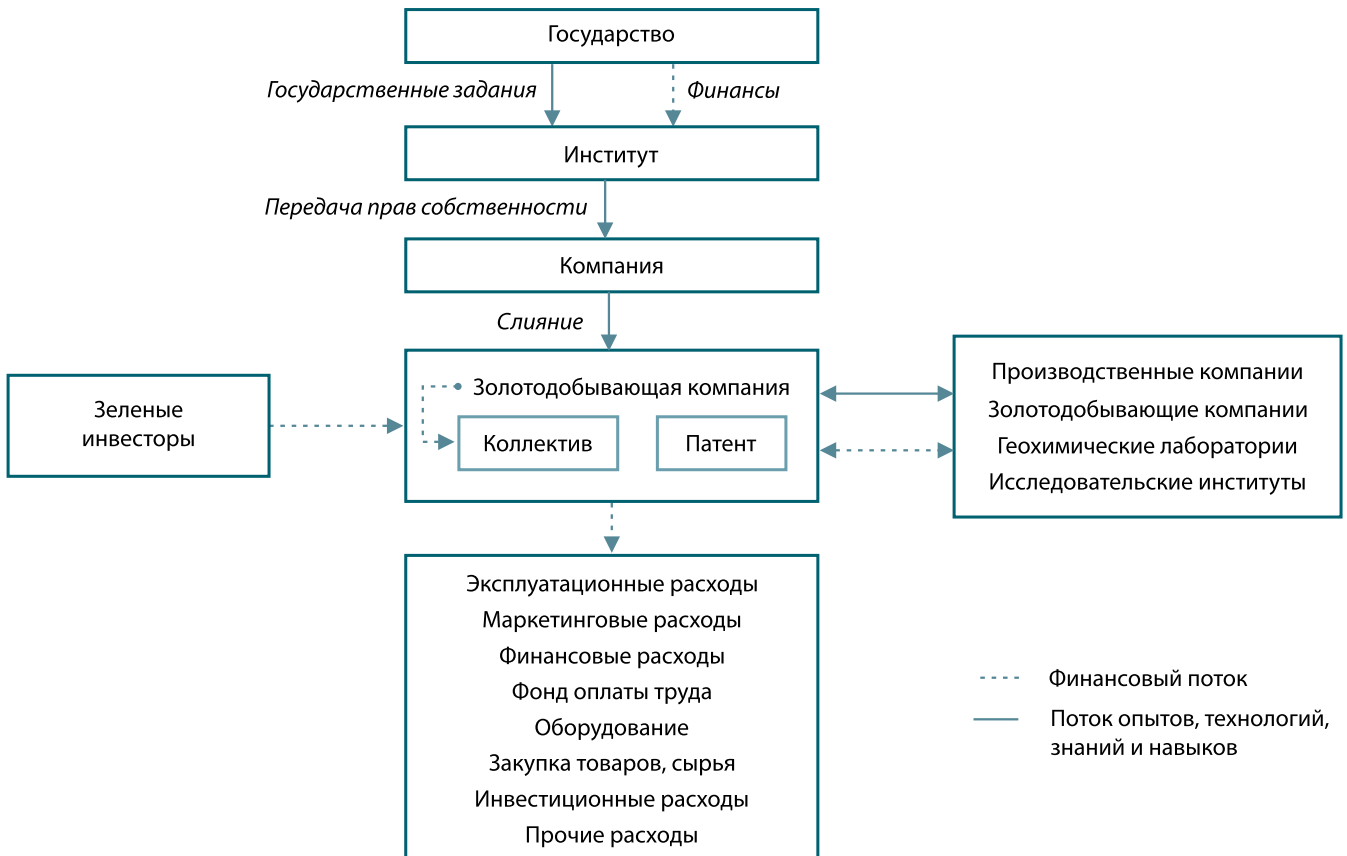 Государство
Государственные задания
Финансы
Институт
Передача прав собственности
Компания
Слияние
Зеленые
инвесторы
Золотодобывающая компания
Коллектив
Патент
Производственные компании
Золотодобывающие компании
Геохимические лаборатории
Исследовательские институты
Эксплуатационные расходы
Маркетинговые расходы
Финансовые расходы
Фонд оплаты труда
Оборудование
Закупка товаров, сырья
Инвестиционные расходы
Прочие расходы
Финансовый поток
Поток опытов, технологий,
знаний и навыков